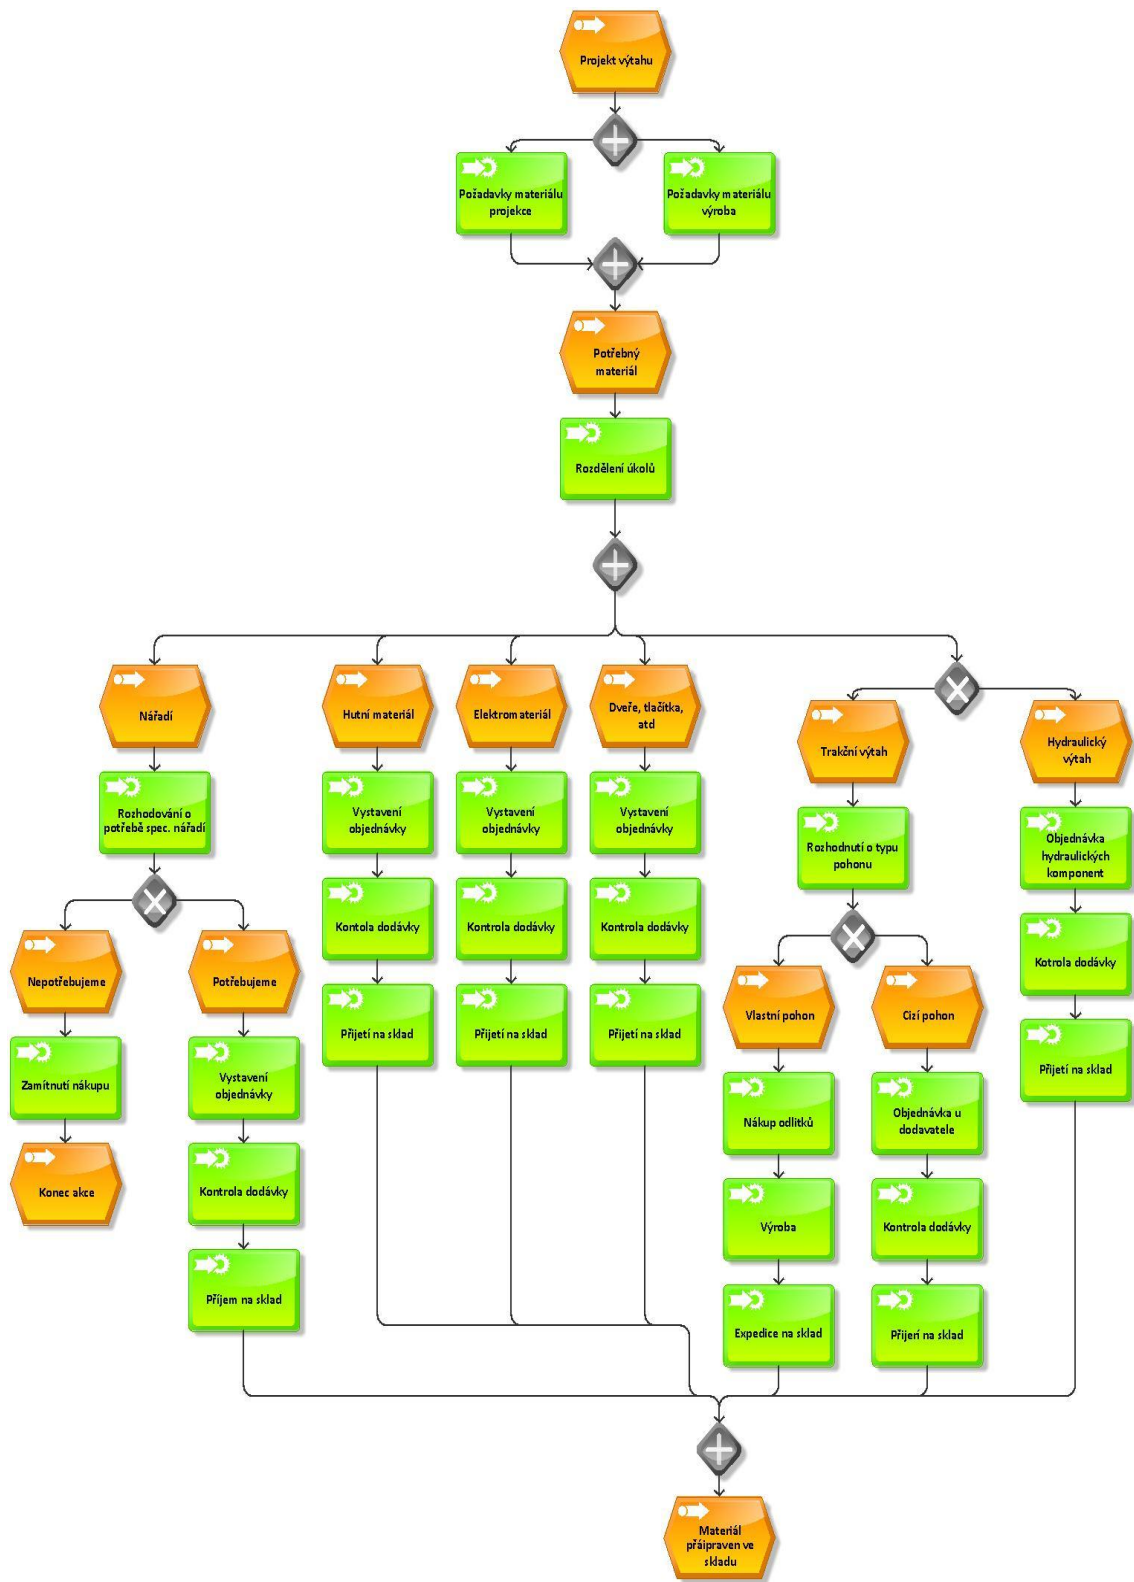 Projekt výtahu
Požadavky materiálu
projekce
Požadavky materiálu
výroba
Potřebný
materiál
Rozdělení úkolů
Nářadí
Hutní materiál
Elektromateriál
Dveře, tlačítka,
atd
Trakční výtah
Hydraulický
výtah
Rozhodování o
potřebě spec. nářadí
Vystavení
objednávky
Vystavení
objednávky
Vystavení
objednávky
Rozhodnutí o typu
pohonu
Objednávka
hydraulických
komponent
Nepotřebujeme
Potřebujeme
Kontola dodávky
Kontrola dodávky
Kontrola dodávky
Vlastní pohon
Cizí pohon
Kotrola dodávky
Zamítnutí nákupu
Vystavení
objednávky
Přijetí na sklad
Přijetí na sklad
Přijetí na sklad
Nákup odlitků
Objednávka u
dodavatele
Přijetí na sklad
Konec akce
Kontrola dodávky
Výroba
Kontrola dodávky
Příjem na sklad
Expedice na sklad
Přijerí na sklad
Materiál
přáipraven ve
skladu